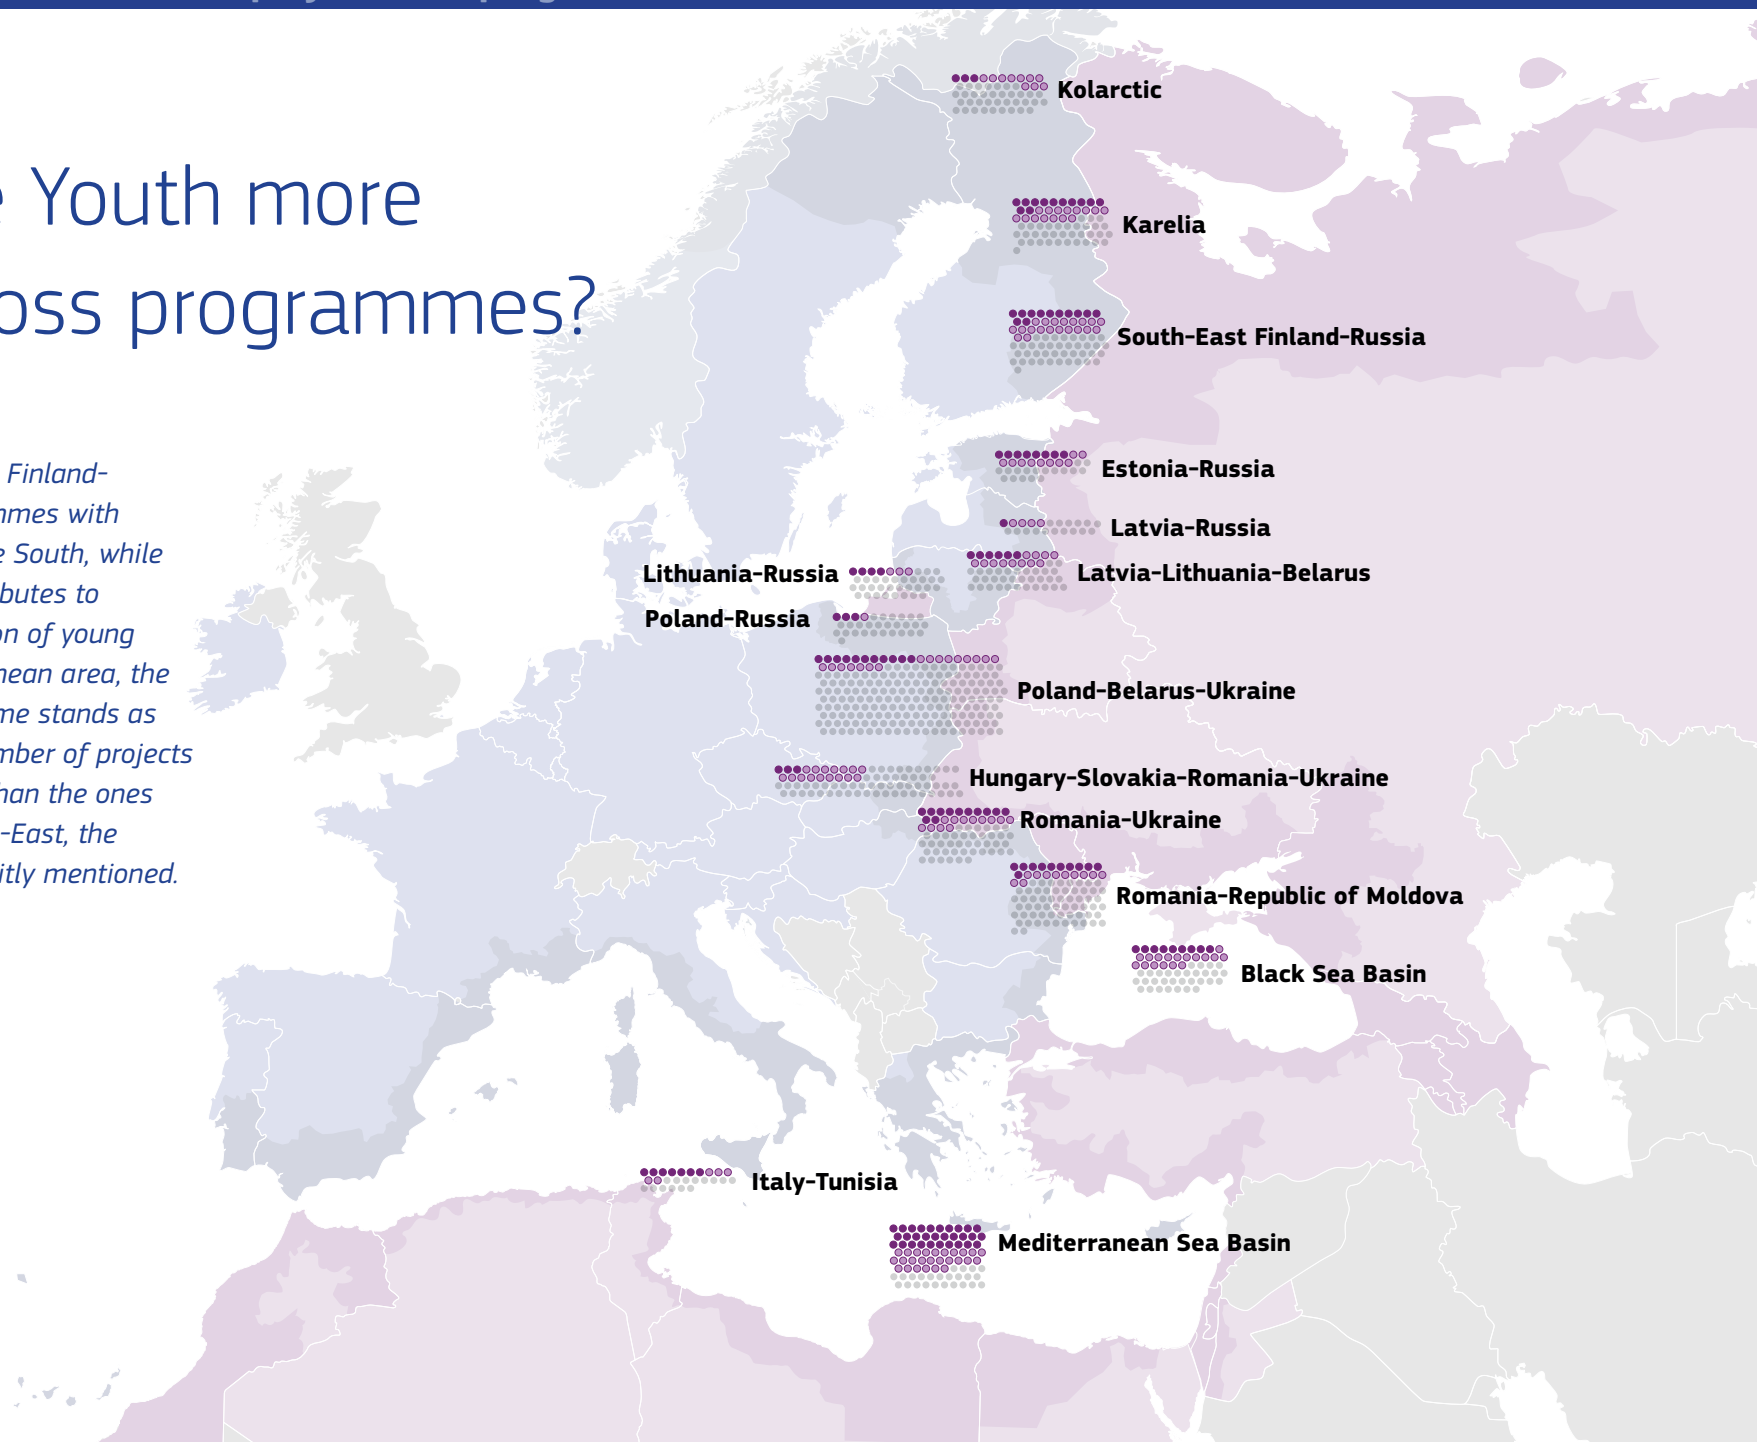 Youth more
oss programmes?
Finland-
mmes with
South, while
butes to
on of young
nean area, the
me stands as
mber of projects
han the ones
-East, the
itly mentioned.
Kolarctic
Karelia
South-East Finland-Russia
Estonia-Russia
Latvia-Russia
Latvia-Lithuania-Belarus
Lithuania-Russia
Poland-Russia
Poland-Belarus-Ukraine
Hungary-Slovakia-Romania-Ukraine
Romania-Ukraine
Romania-Republic of Moldova
Black Sea Basin
Italy-Tunisia
Mediterranean Sea Basin